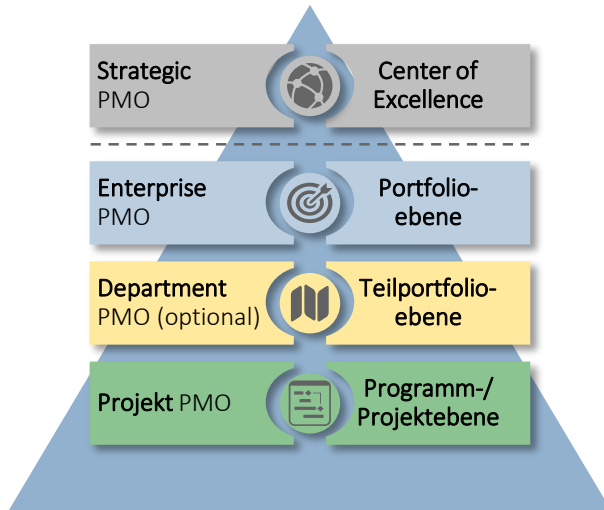 Strategic
PMO
Center of
Excellence
Enterprise
PMO
Portfolio-
ebene
Department
PMO (optional)
Teilportfolio-
ebene
Projekt PMO
Programm-/
Projektebene